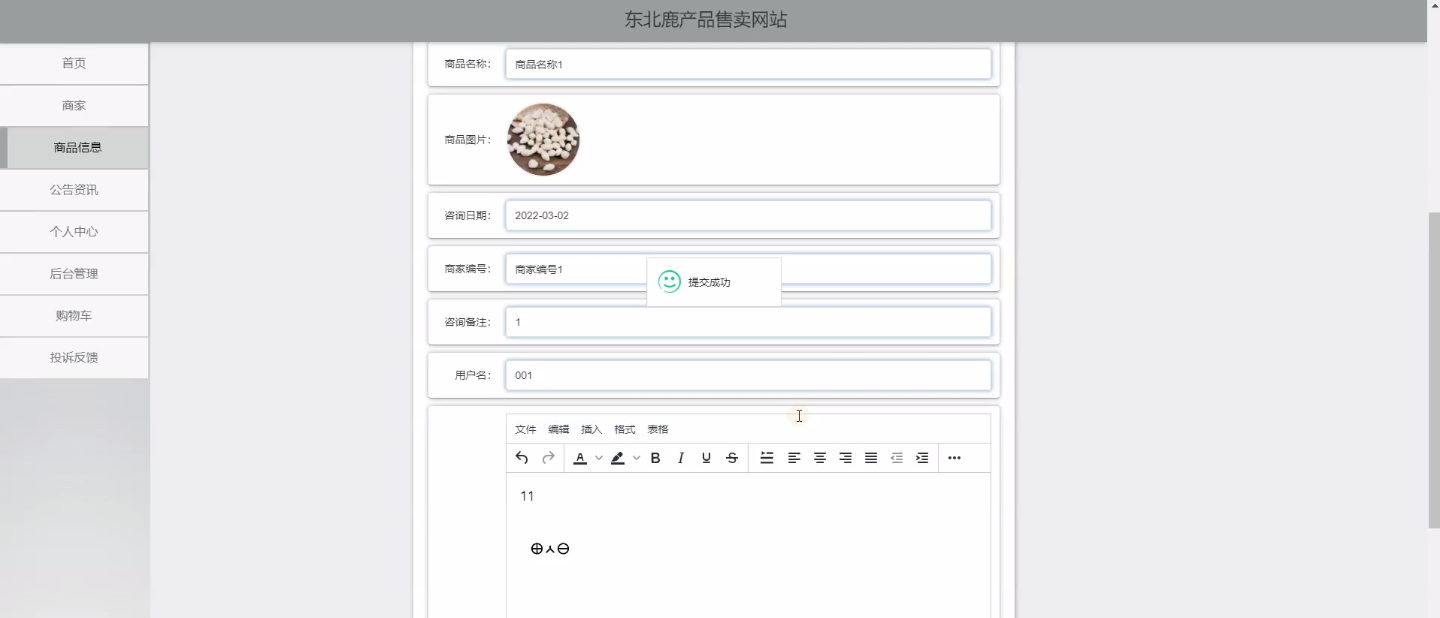 东北鹿产品售卖网站
首页
商家
商品信息
公告资讯
个人中心
后台管理
购物车
投诉反馈
商品名称：
商品名称1
商品图片：
咨询日期：
2022-03-02
商家编号：
商家编号1
提交成功
咨询备注：
1
用户名：
001
文件 编辑 插入 格式 表格
11
⊕⋏⊖